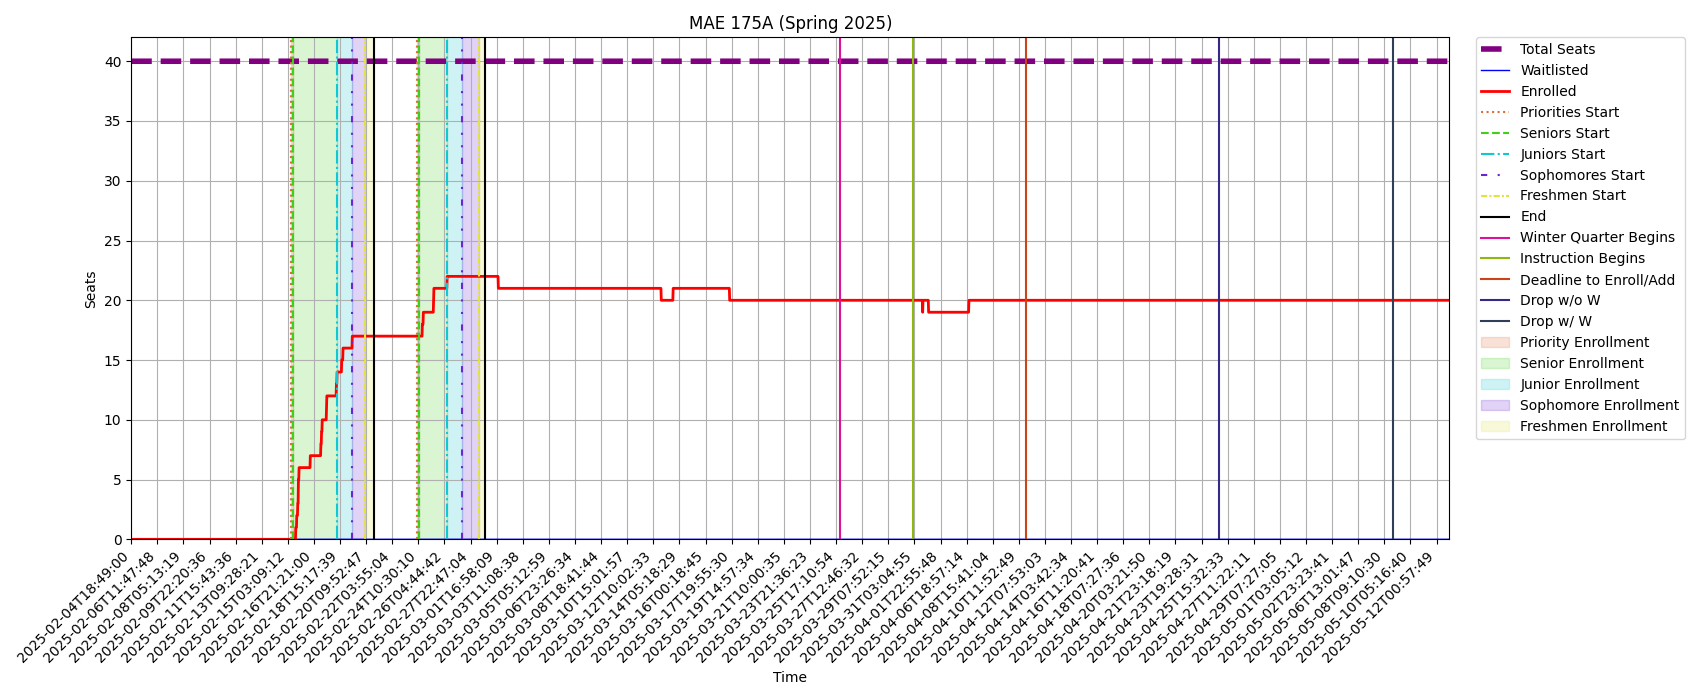 MAE 175A (Spring 2025)
Seats
40
35
30
25
20
15
10
5
0
2025-02-04T18:49:00
2025-02-06T11:47:48
2025-02-08T05:13:19
2025-02-09T22:20:36
2025-02-11T15:43:36
2025-02-13T09:28:21
2025-02-15T03:09:12
2025-02-16T21:21:00
2025-02-18T15:17:39
2025-02-20T09:52:47
2025-02-22T03:55:04
2025-02-24T10:30:10
2025-02-26T04:44:42
2025-02-27T22:47:04
2025-03-01T16:58:09
2025-03-03T11:08:38
2025-03-05T05:12:59
2025-03-06T23:26:34
2025-03-08T18:41:44
2025-03-10T15:01:57
2025-03-12T10:02:33
2025-03-14T05:18:29
2025-03-16T00:18:45
2025-03-17T19:55:30
2025-03-19T14:57:34
2025-03-21T10:00:35
2025-03-23T21:36:23
2025-03-25T17:10:54
2025-03-27T12:46:32
2025-03-29T07:52:15
2025-03-31T03:04:55
2025-04-01T22:55:48
2025-04-06T18:57:14
2025-04-08T15:41:04
2025-04-10T11:52:49
2025-04-12T07:53:03
2025-04-14T03:42:34
2025-04-16T11:20:41
2025-04-18T07:27:36
2025-04-20T03:21:50
2025-04-21T23:18:19
2025-04-23T19:28:31
2025-04-25T15:32:33
2025-04-27T11:22:11
2025-04-29T07:27:05
2025-05-01T03:05:12
2025-05-02T23:23:41
2025-05-06T13:01:47
2025-05-08T09:10:30
2025-05-10T05:16:40
2025-05-12T00:57:49
Time
Total Seats
Waitlisted
Enrolled
Priorities Start
Seniors Start
Juniors Start
Sophomores Start
Freshmen Start
End
Winter Quarter Begins
Instruction Begins
Deadline to Enroll/Add
Drop w/o W
Drop w/ W
Priority Enrollment
Senior Enrollment
Junior Enrollment
Sophomore Enrollment
Freshmen Enrollment